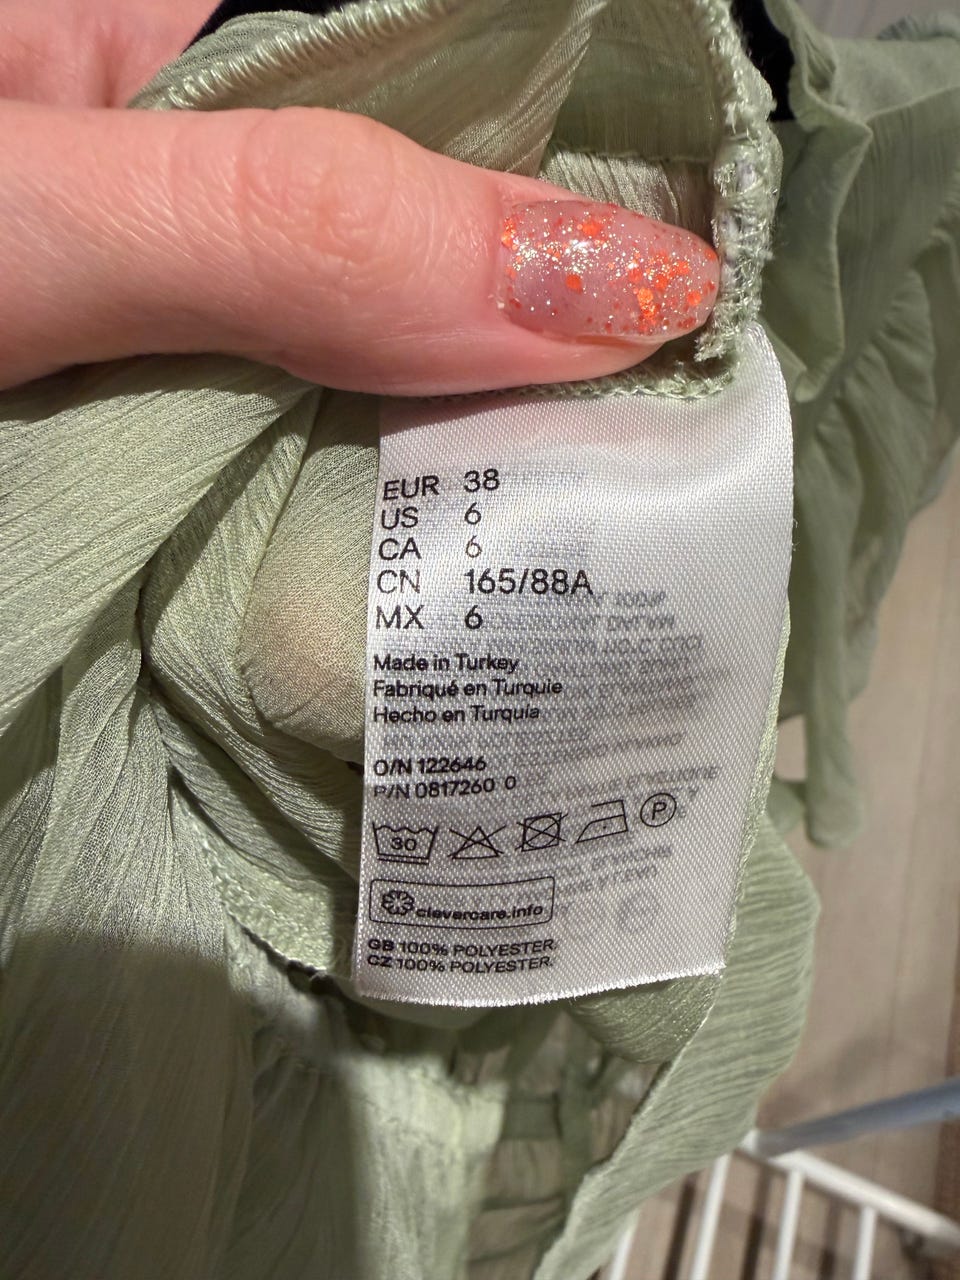 EUR 38
US 6
CA 6
CN 165/88A
MX 6
Made in Turkey
Fabriqué en Turquie
Hecho en Turquía
O/N 122646
P/N 0817260 0
30
P
clevercare.info
GB 100% POLYESTER.
CZ 100% POLYESTER.